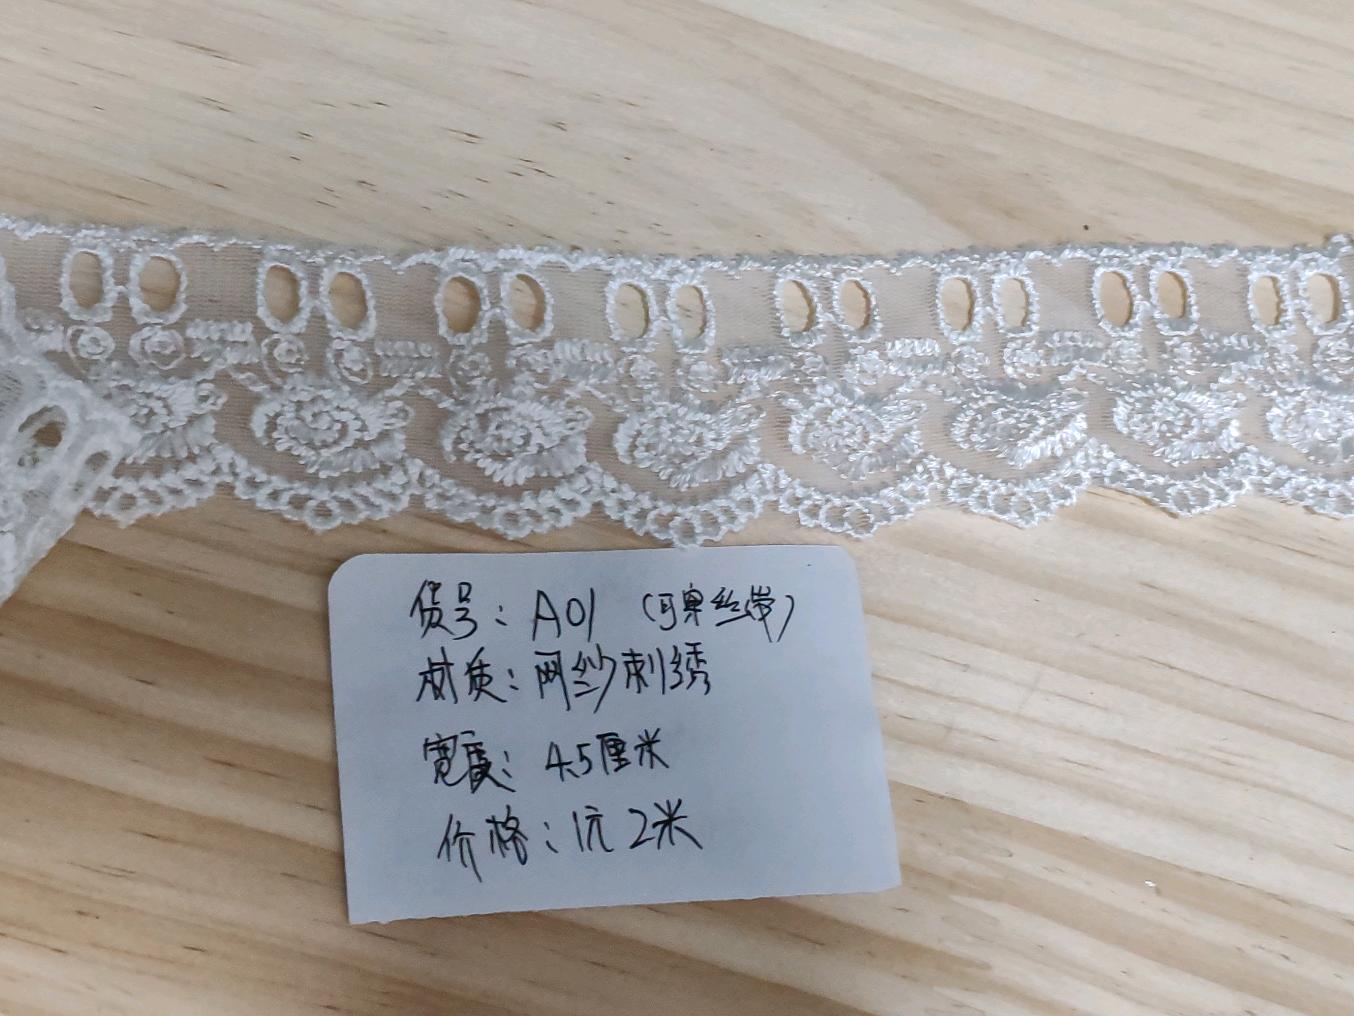 货号：A01（可串丝带）
材质：网纱刺绣
宽度：4.5厘米
价格：1元2米